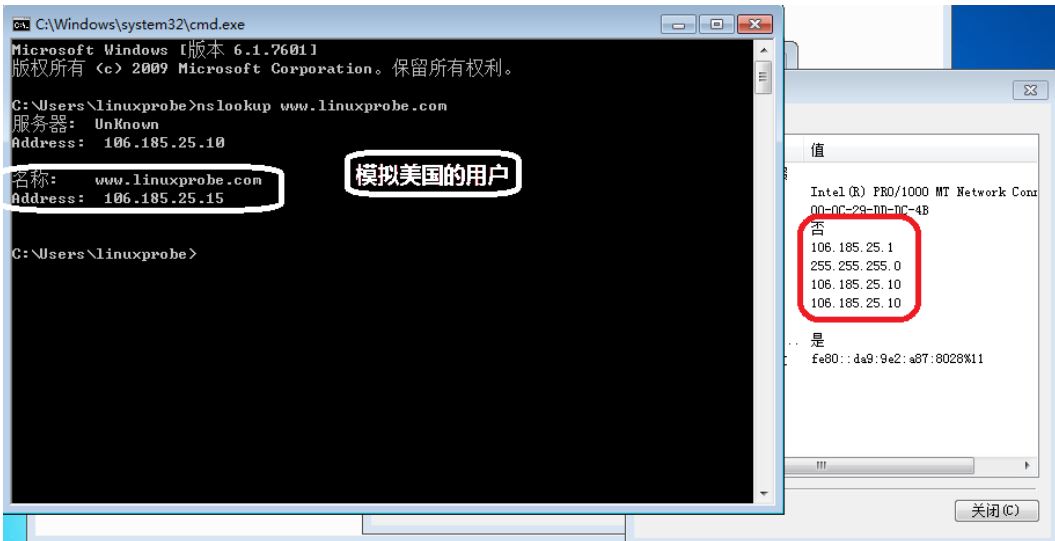 C:\Windows\system32\cmd.exe
Microsoft Windows [版本 6.1.7601]
版权所有 <c> 2009 Microsoft Corporation。保留所有权利。
C:\Users\linuxprobe>nslookup www.linuxprobe.com
服务器:  UnKnown
Address:  106.185.25.10
名称:    www.linuxprobe.com
Address:  106.185.25.15
C:\Users\linuxprobe>
模拟美国的用户
值
Intel(R) PRO/1000 MT Network Conn
00-0C-29-DD-DC-4B
否
106.185.25.1
255.255.255.0
106.185.25.10
106.185.25.10
.. 是
fe80::da9:9e2:a87:8028%11
关闭(C)